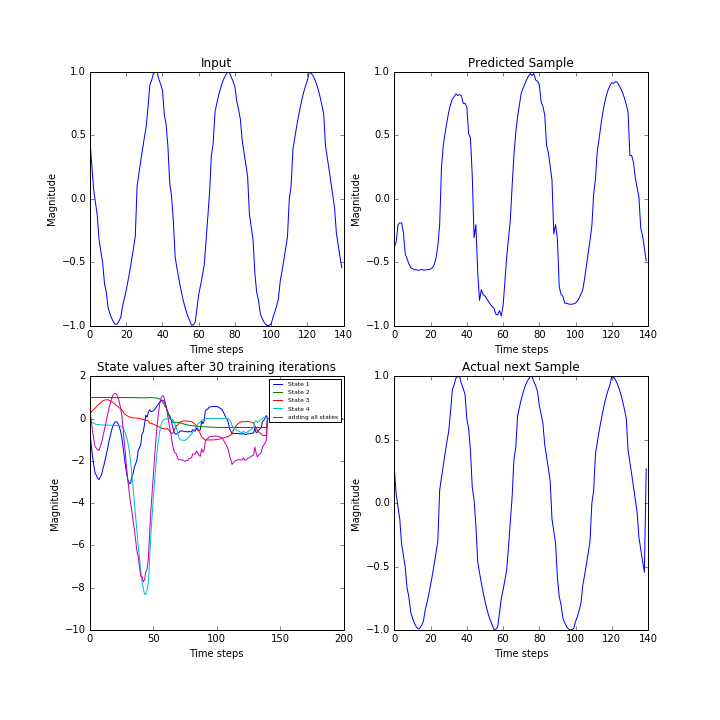 Input
1.0
0.5
0.0
−0.5
−1.0
Magnitude
0 20 40 60 80 100 120 140
Time steps
Predicted Sample
1.0
0.5
0.0
−0.5
−1.0
Magnitude
0 20 40 60 80 100 120 140
Time steps
State values after 30 training iterations
2
0
−2
−4
−6
−8
−10
Magnitude
State 1
State 2
State 3
State 4
adding all states
0 50 100 150 200
Time steps
Actual next Sample
1.0
0.5
0.0
−0.5
−1.0
Magnitude
0 20 40 60 80 100 120 140
Time steps